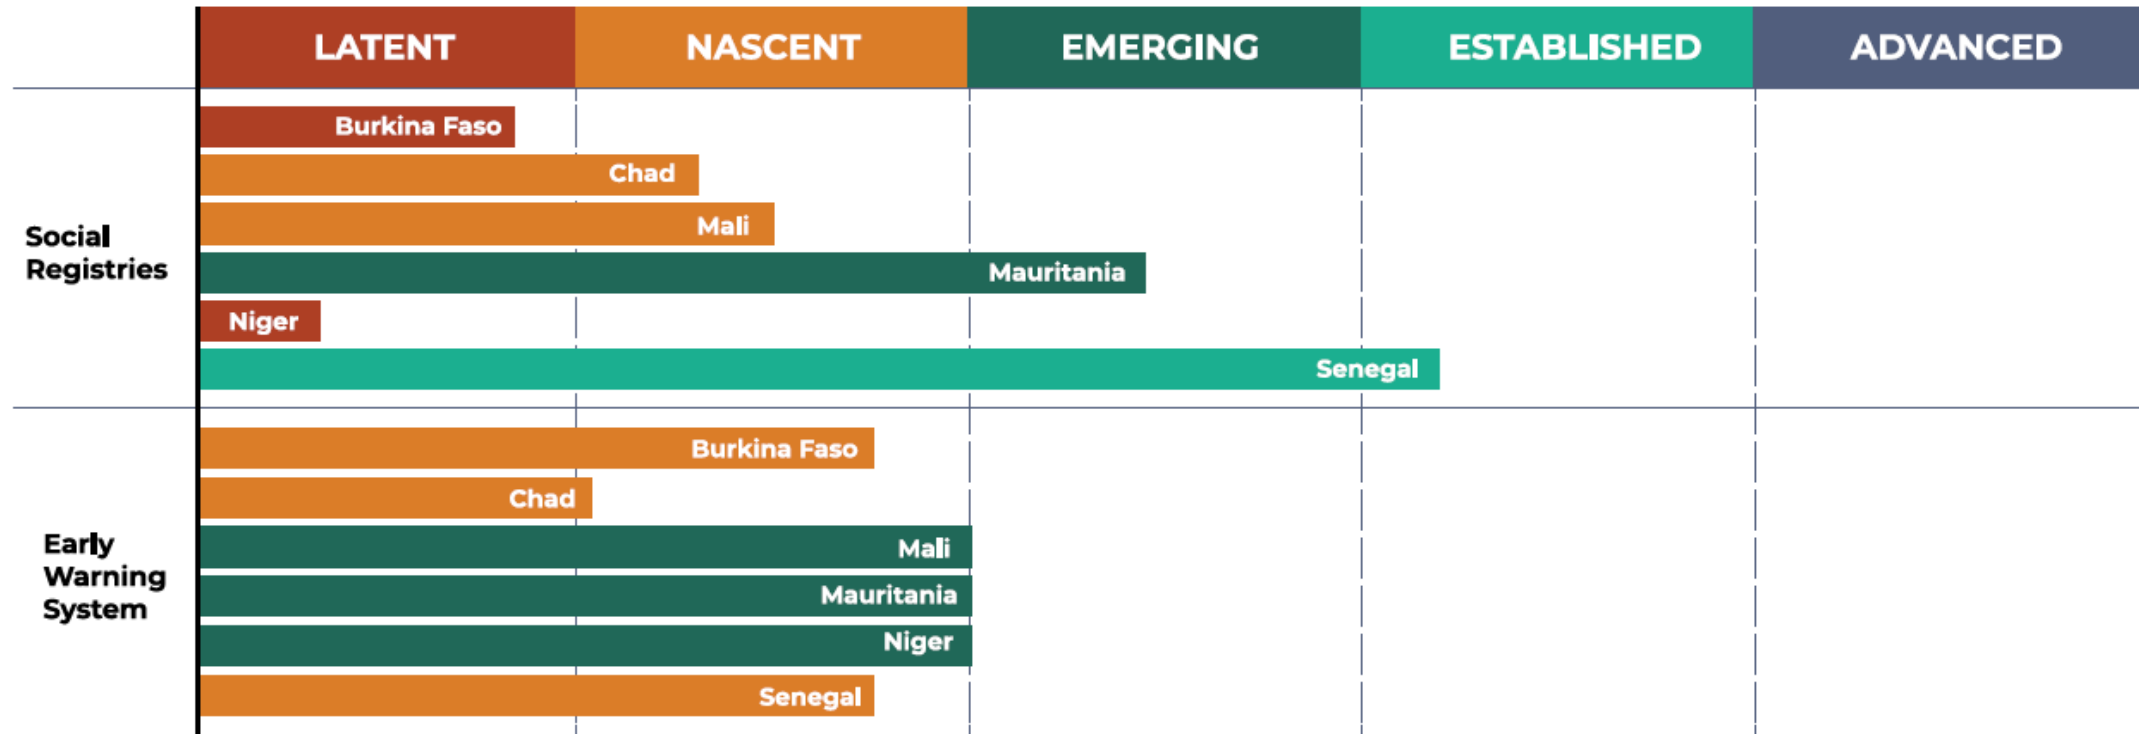 LATENT
NASCENT
EMERGING
ESTABLISHED
ADVANCED
Social
Registries
Burkina Faso
Chad
Mali
Mauritania
Niger
Senegal
Early
Warning
System
Burkina Faso
Chad
Mali
Mauritania
Niger
Senegal